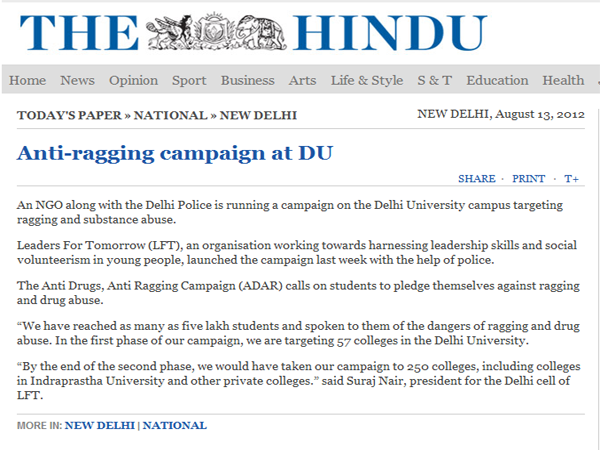 THE HINDU
Home News Opinion Sport Business Arts Life & Style S & T Education Health
TODAY'S PAPER » NATIONAL » NEW DELHI
NEW DELHI, August 13, 2012
Anti-ragging campaign at DU
SHARE · PRINT · T+
An NGO along with the Delhi Police is running a campaign on the Delhi University campus targeting
ragging and substance abuse.
Leaders For Tomorrow (LFT), an organisation working towards harnessing leadership skills and social
volunteerism in young people, launched the campaign last week with the help of police.
The Anti Drugs, Anti Ragging Campaign (ADAR) calls on students to pledge themselves against ragging
and drug abuse.
“We have reached as many as five lakh students and spoken to them of the dangers of ragging and drug
abuse. In the first phase of our campaign, we are targeting 57 colleges in the Delhi University.
“By the end of the second phase, we would have taken our campaign to 250 colleges, including colleges
in Indraprastha University and other private colleges.” said Suraj Nair, president for the Delhi cell of
LFT.
MORE IN: NEW DELHI | NATIONAL